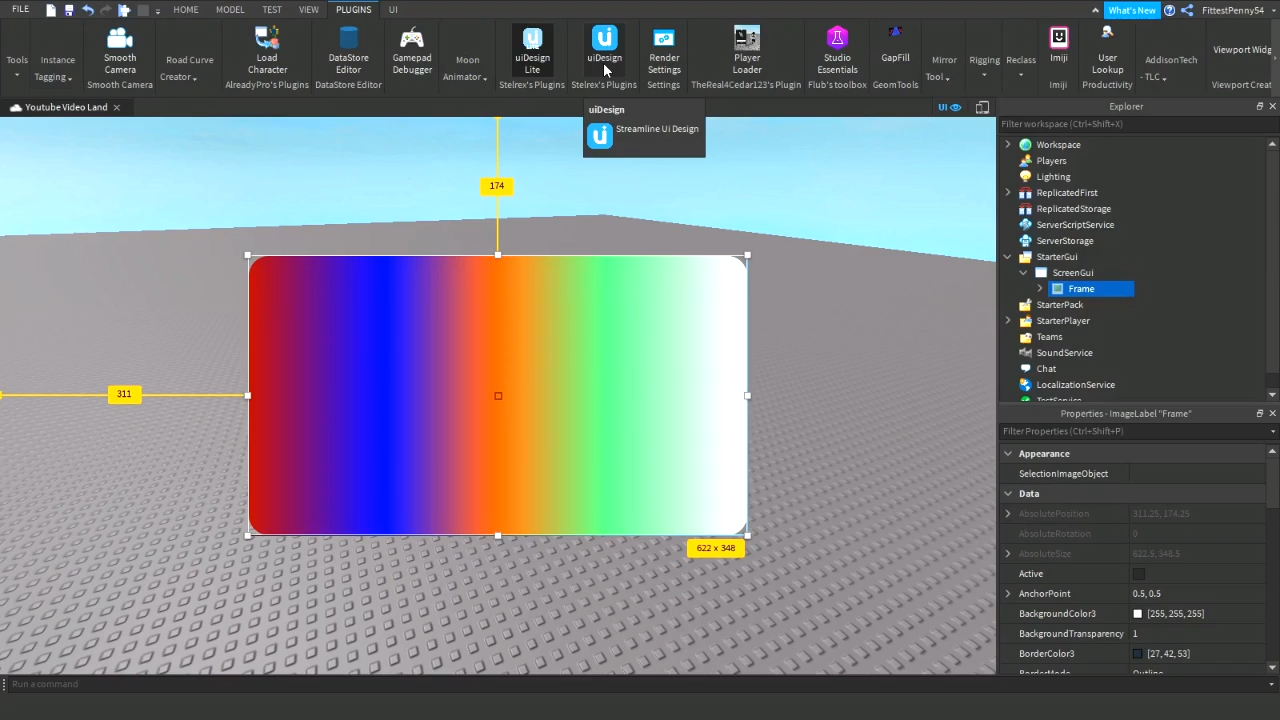 FILE HOME MODEL TEST VIEW PLUGINS UI What's New FittestPenny54
Tools Instance Tagging Smooth Camera Smooth Camera
Road Curve Creator Load Character AlreadyPro's Plugins
DataStore Editor DataStore Editor
Gamepad Debugger Moon Animator
uiDesign Lite Stelrex's Plugins
uiDesign Stelrex's Plugins
Render Settings Settings
Player Loader TheReal4Cedar123's Plugin
Studio Essentials Flub's toolbox
GapFill GeomTools
Mirror Tool Rigging Reclass
Imiji Imiji
User Lookup Productivity
AddisonTech - TLC
Viewport Widg
Viewport Creat
Youtube Video Land
UI
uiDesign
Streamline Ui Design
174
311
622 x 348
Explorer
Filter workspace (Ctrl+Shift+X)
Workspace
Players
Lighting
ReplicatedFirst
ReplicatedStorage
ServerScriptService
ServerStorage
StarterGui
ScreenGui
Frame
StarterPack
StarterPlayer
Teams
SoundService
Chat
LocalizationService
TestService
Properties - ImageLabel "Frame"
Filter Properties (Ctrl+Shift+P)
Appearance
SelectionImageObject
Data
AbsolutePosition 311.25, 174.25
AbsoluteRotation 0
AbsoluteSize 622.5, 348.5
Active
AnchorPoint 0.5, 0.5
BackgroundColor3 [255, 255, 255]
BackgroundTransparency 1
BorderColor3 [27, 42, 53]
BorderMode Outline
Run a command